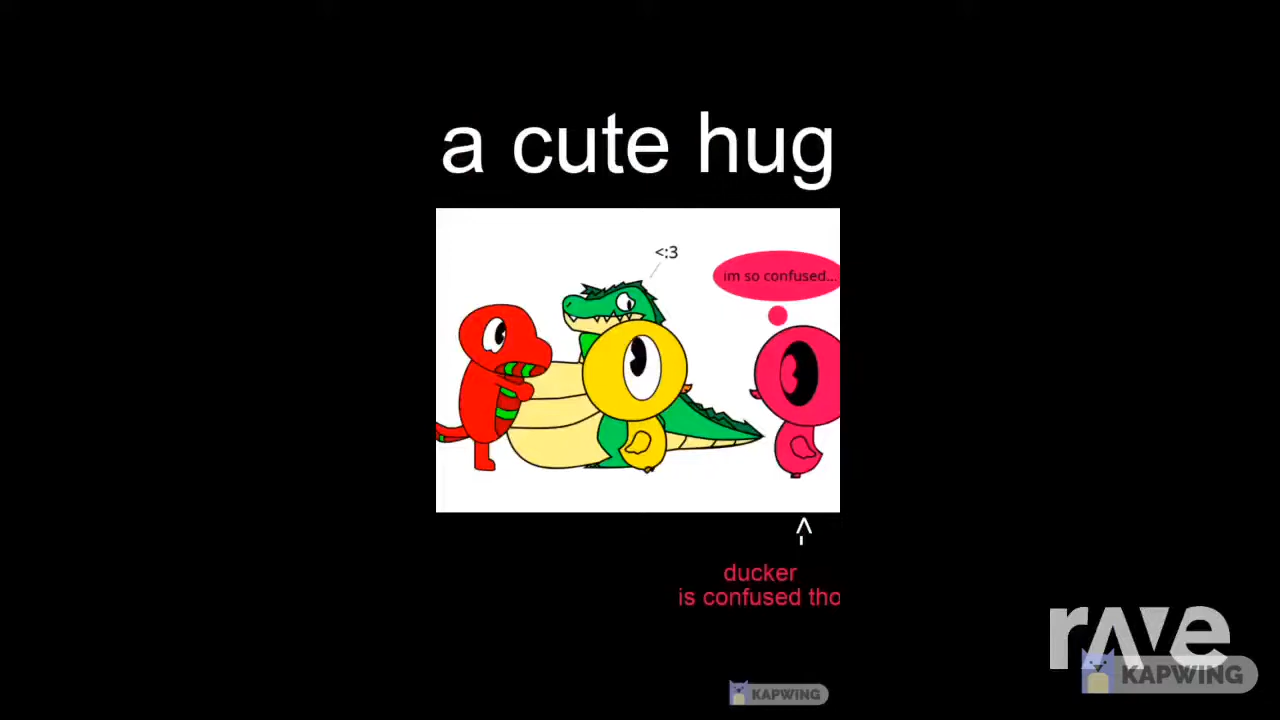 a cute hug
<:3
im so confused...
^
ducker
is confused tho
rave
KAPWING
KAPWING